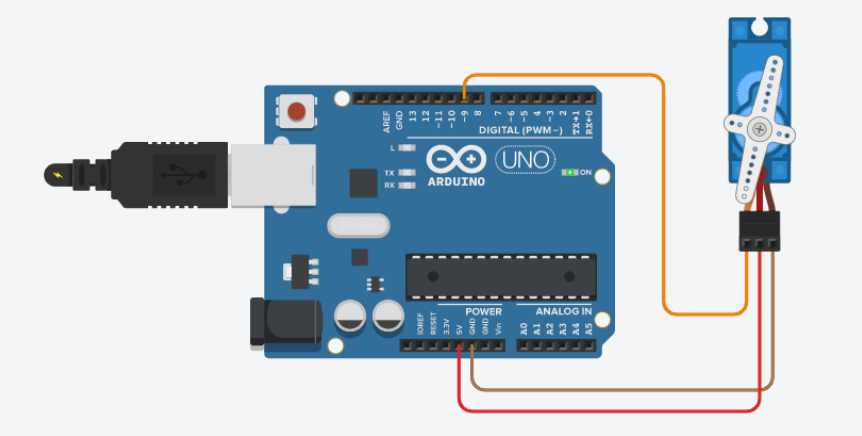 AREF
GND
13
12
~11
~10
~9
8
7
~6
~5
4
~3
2
TX→1
RX←0
DIGITAL (PWM~)
L
TX
RX
ARDUINO
UNO
ON
POWER
ANALOG IN
IOREF
RESET
3.3V
5V
GND
GND
Vin
A0
A1
A2
A3
A4
A5